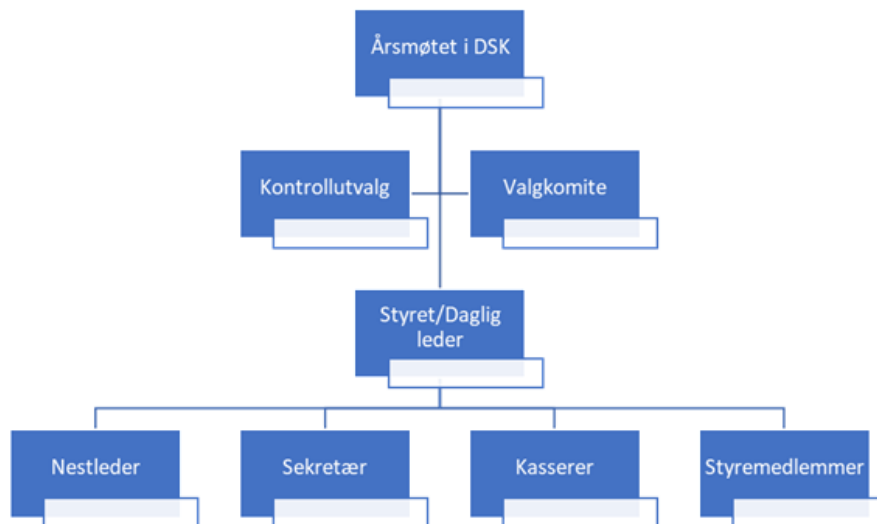 Årsmøtet i DSK
Kontrollutvalg
Valgkomite
Styret/Daglig
leder
Nestleder
Sekretær
Kasserer
Styremedlemmer